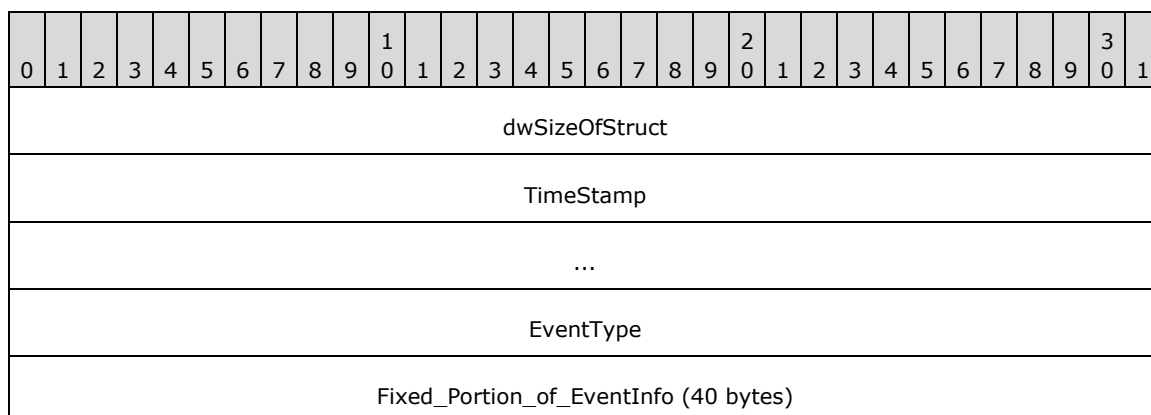 1 2 3
0 1 2 3 4 5 6 7 8 9 0 1 2 3 4 5 6 7 8 9 0 1 2 3 4 5 6 7 8 9 0 1
dwSizeOfStruct
TimeStamp
...
EventType
Fixed_Portion_of_EventInfo (40 bytes)